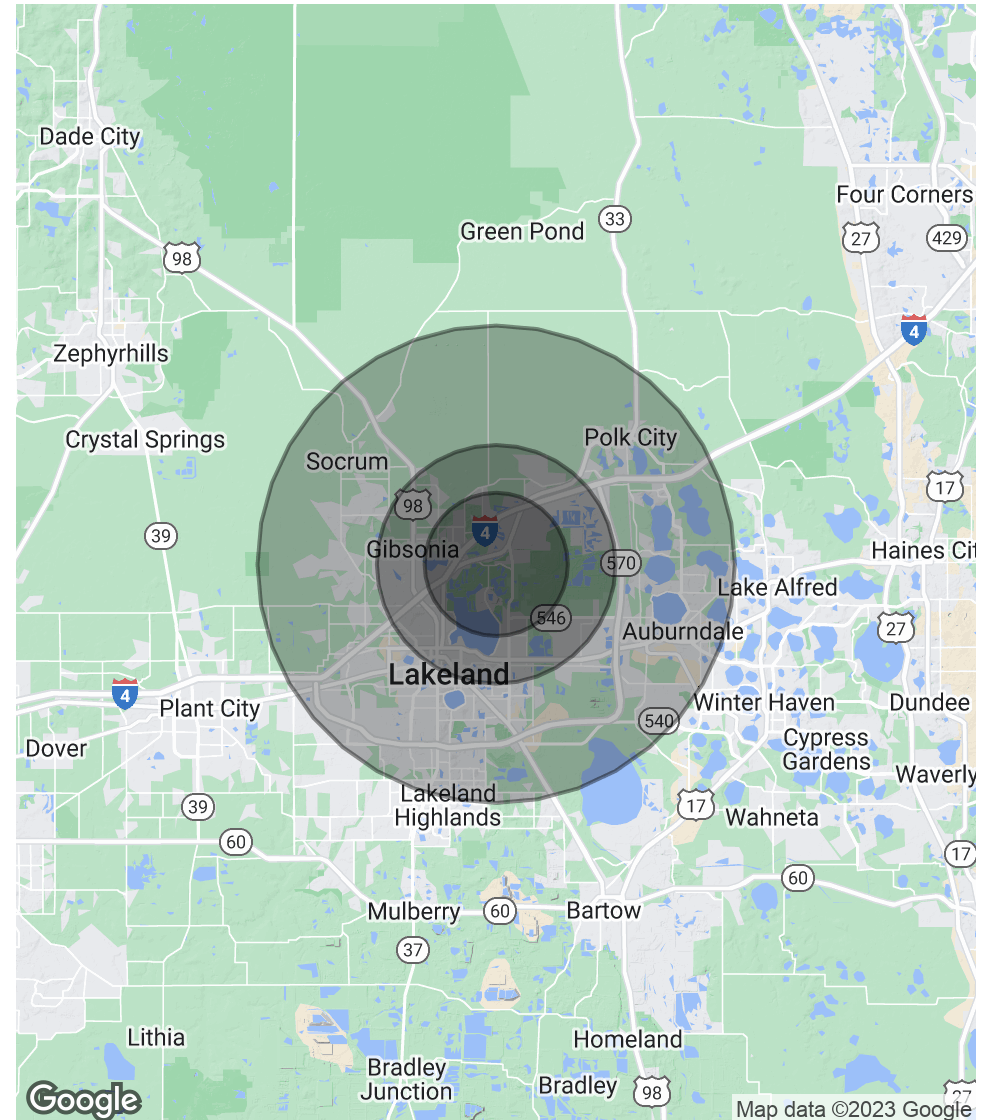 Dade City
Four Corners
33
Green Pond
27
429
98
4
Zephyrhills
Crystal Springs
Polk City
Socrum
17
98
39
4
Gibsonia
Haines Cit
570
Lake Alfred
546
27
Auburndale
Lakeland
4
Plant City
Winter Haven
Dundee
540
Dover
Cypress
Gardens
Waverly
Lakeland
Highlands
39
17
Wahneta
60
17
60
Mulberry
60
Bartow
37
Lithia
Homeland
Bradley
Junction
Bradley
98
27
Google
Map data ©2023 Google